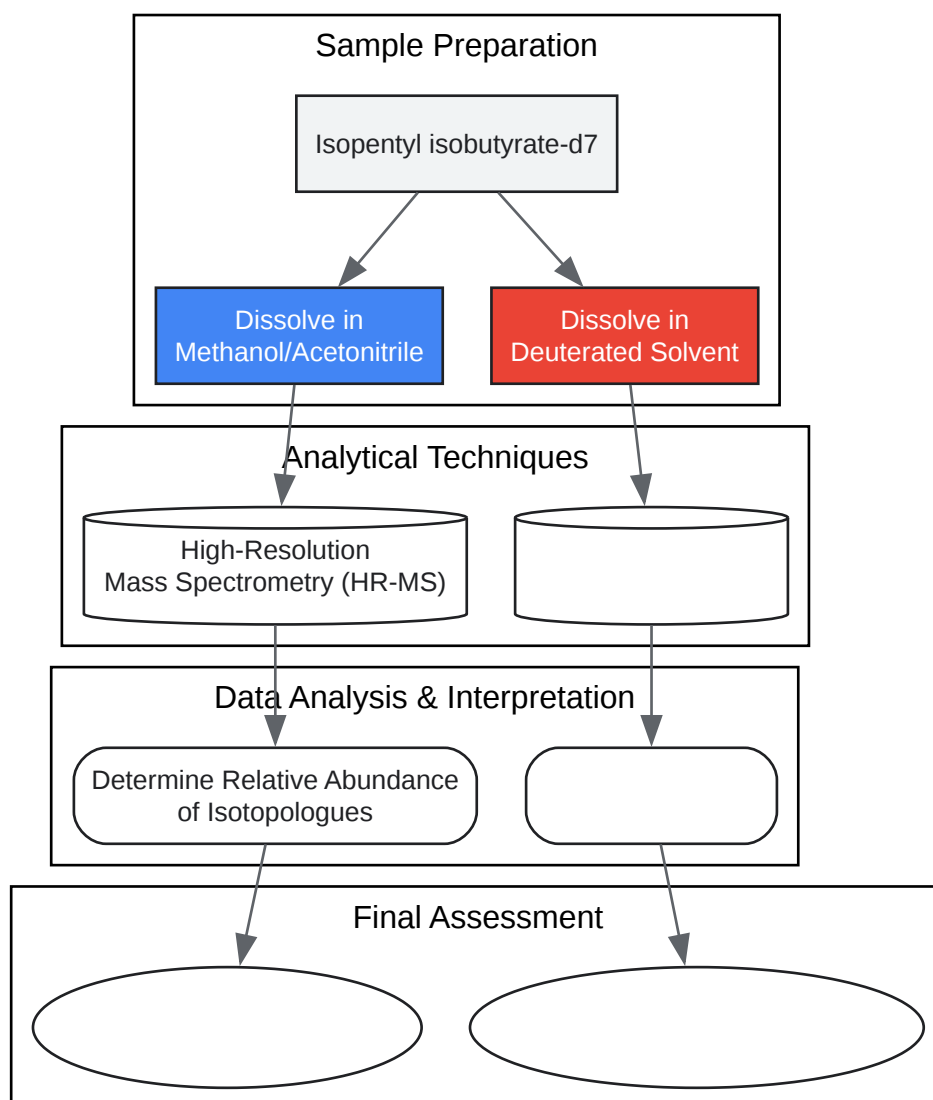 Sample Preparation
Isopentyl isobutyrate-d7
Dissolve in
Methanol/Acetonitrile
Dissolve in
Deuterated Solvent
Analytical Techniques
High-Resolution
Mass Spectrometry (HR-MS)
Data Analysis & Interpretation
Determine Relative Abundance
of Isotopologues
Final Assessment